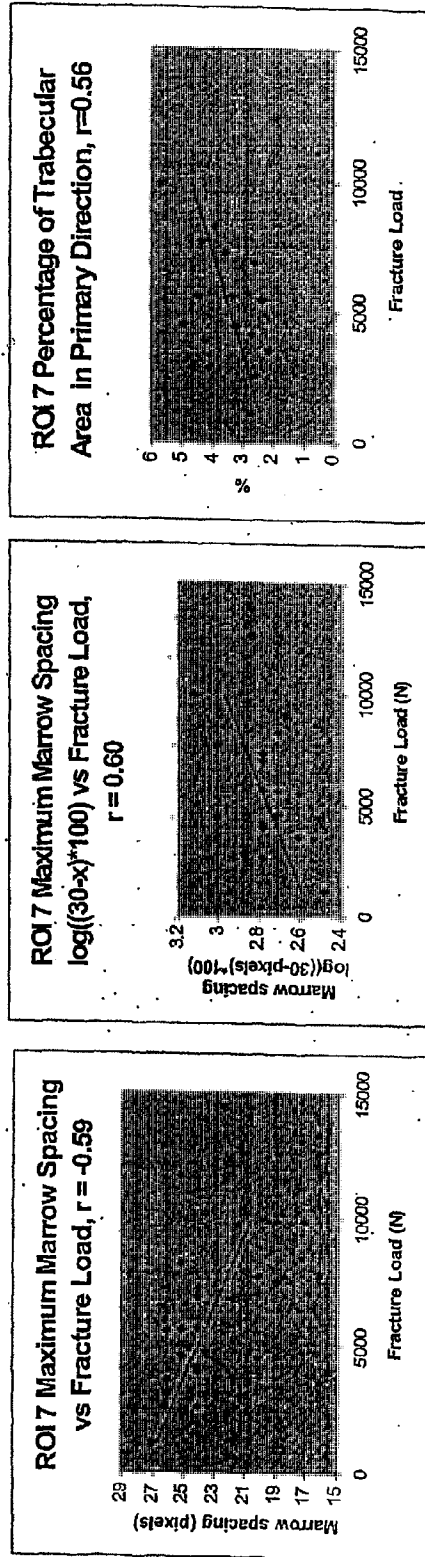 ROI 7 Maximum Marrow Spacing
vs Fracture Load, r = -0.59
Marrow spacing (pixels)
29
27
25
23
21
19
17
15
0
5000
10000
15000
Fracture Load (N)
ROI 7 Maximum Marrow Spacing
log((30-x)*100) vs Fracture Load,
r = 0.60
Marrow spacing
log((30-pixels)*100)
3.2
3
2.8
2.6
2.4
0
5000
10000
15000
Fracture Load (N)
ROI 7 Percentage of Trabecular
Area in Primary Direction, r=0.56
%
6
5
4
3
2
1
0
0
5000
10000
15000
Fracture Load